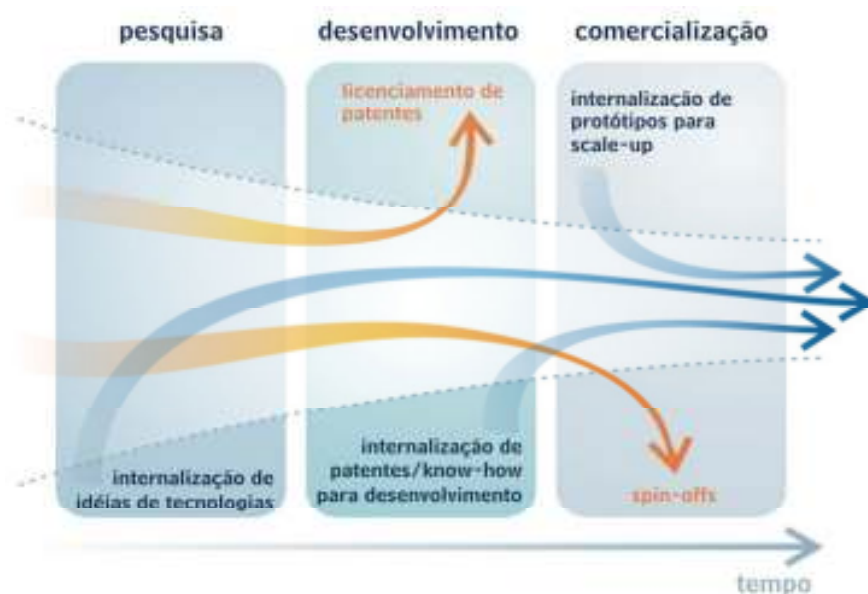 pesquisa
desenvolvimento
comercialização
licenciamento de
patentes
internalização de
protótipos para
scale-up
internalização de
idéias de tecnologias
internalização de
patentes/know-how
para desenvolvimento
spin-offs
tempo